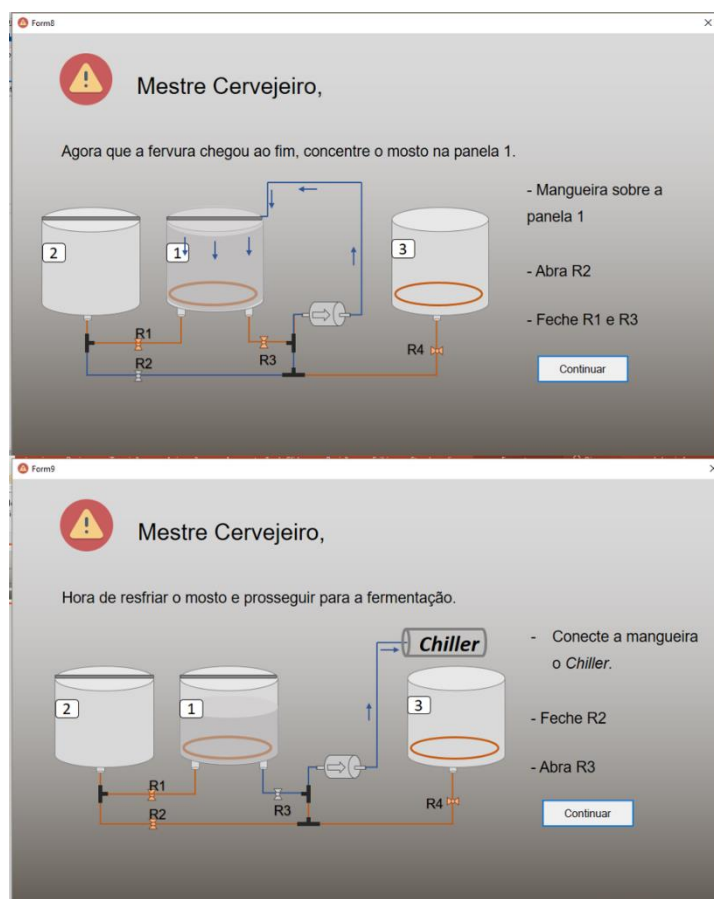 Form8
Mestre Cervejeiro,
Agora que a fervura chegou ao fim, concentre o mosto na panela 1.
- Mangueira sobre a
panela 1
2
1
3
- Abra R2
R1
R2
R3
R4
- Feche R1 e R3
Continuar
Form9
Mestre Cervejeiro,
Hora de resfriar o mosto e prosseguir para a fermentação.
Chiller
- Conecte a mangueira
o Chiller.
2
1
3
- Feche R2
R1
R2
R3
R4
- Abra R3
Continuar